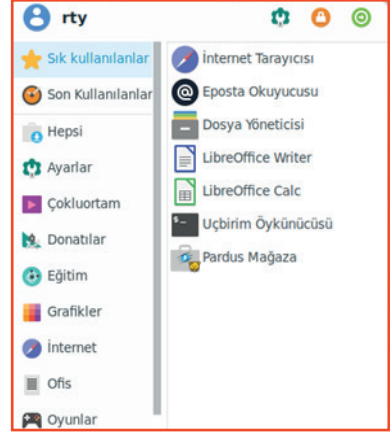 rty
Sık kullanılanlar
Son Kullanılanlar
Hepsi
Ayarlar
Çokluortam
Donatılar
Eğitim
Grafikler
İnternet
Ofis
Oyunlar
İnternet Tarayıcısı
Eposta Okuyucusu
Dosya Yöneticisi
LibreOffice Writer
LibreOffice Calc
Uçbirim Öykünücüsü
Pardus Mağaza